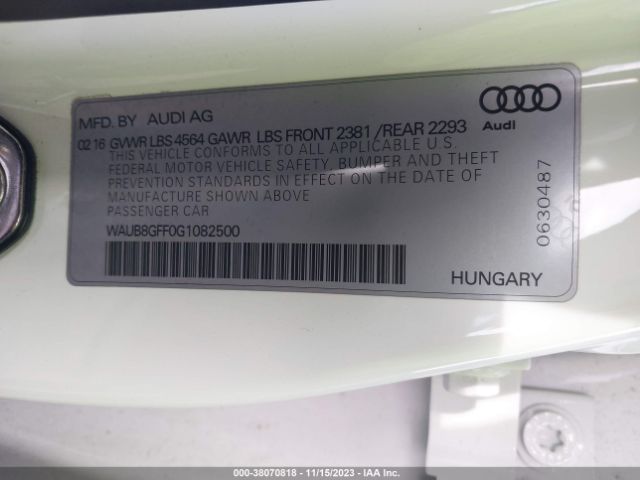 MFD. BY AUDI AG
02 16 GVWR LBS 4564 GAWR LBS FRONT 2381 /REAR 2293
THIS VEHICLE CONFORMS TO ALL APPLICABLE U.S.
FEDERAL MOTOR VEHICLE SAFETY, BUMPER AND THEFT
PREVENTION STANDARDS IN EFFECT ON THE DATE OF
MANUFACTURE SHOWN ABOVE
PASSENGER CAR
WAUB8GFF0G1082500
Audi
0630487
HUNGARY
000-38070818 - 11/15/2023 - IAA Inc.